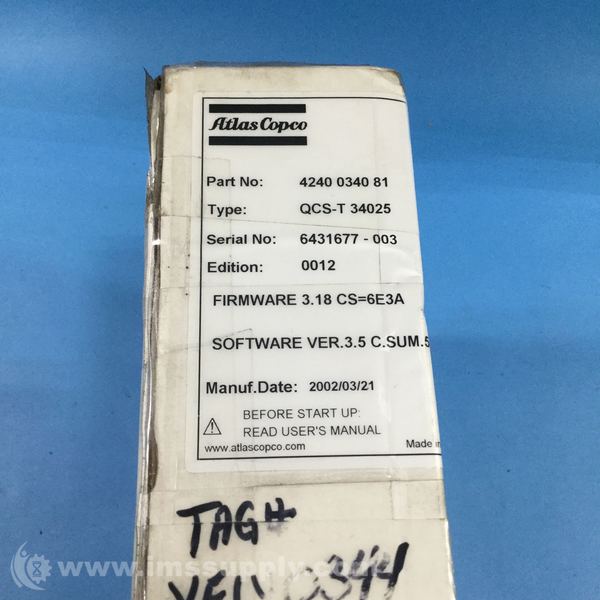 Atlas Copco
Part No: 4240 0340 81
Type: QCS-T 34025
Serial No: 6431677 - 003
Edition: 0012
FIRMWARE 3.18 CS=6E3A
SOFTWARE VER.3.5 C.SUM.
Manuf.Date: 2002/03/21
BEFORE START UP:
READ USER'S MANUAL
www.atlascopco.com Made
TAG#
www.imssupply.com